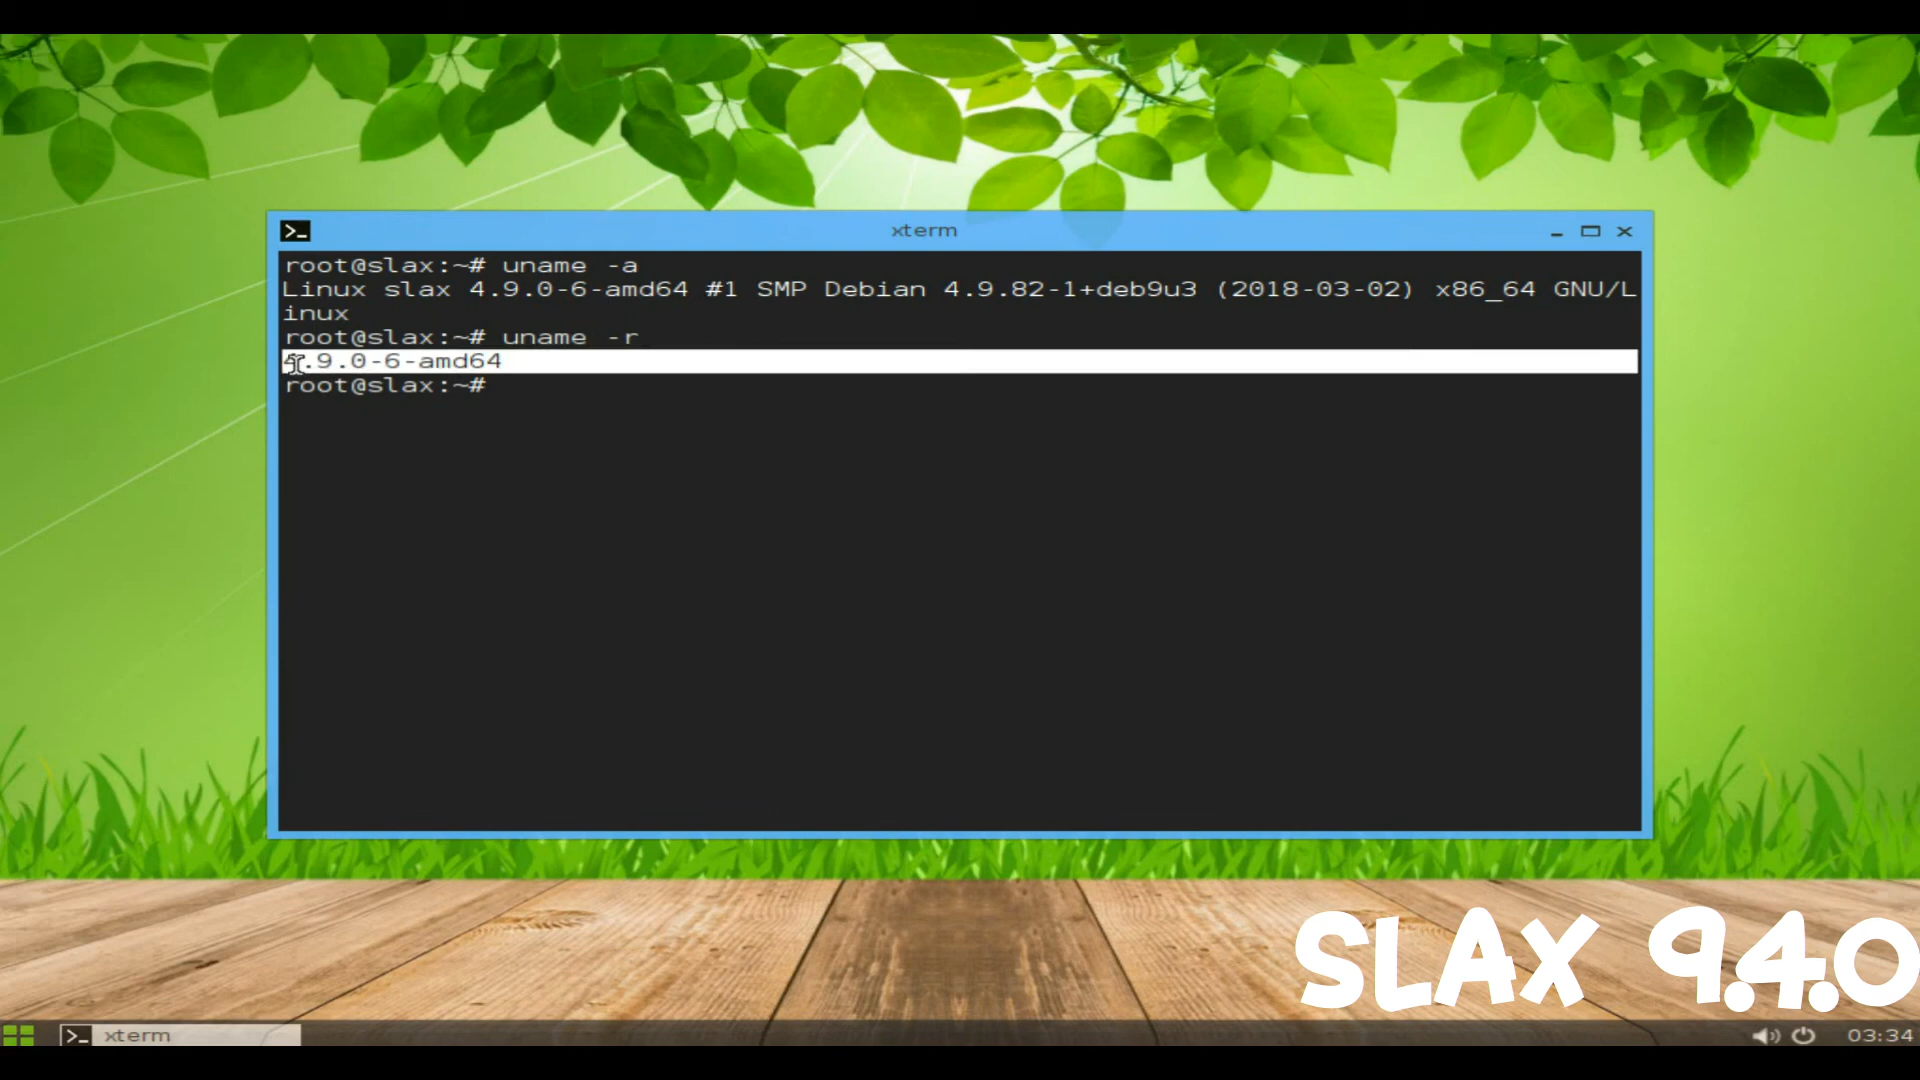 xterm
root@slax:~# uname -a
Linux slax 4.9.0-6-amd64 #1 SMP Debian 4.9.82-1+deb9u3 (2018-03-02) x86_64 GNU/L
inux
root@slax:~# uname -r
4.9.0-6-amd64
root@slax:~#
SLAX 9.4.0
xterm
03:34